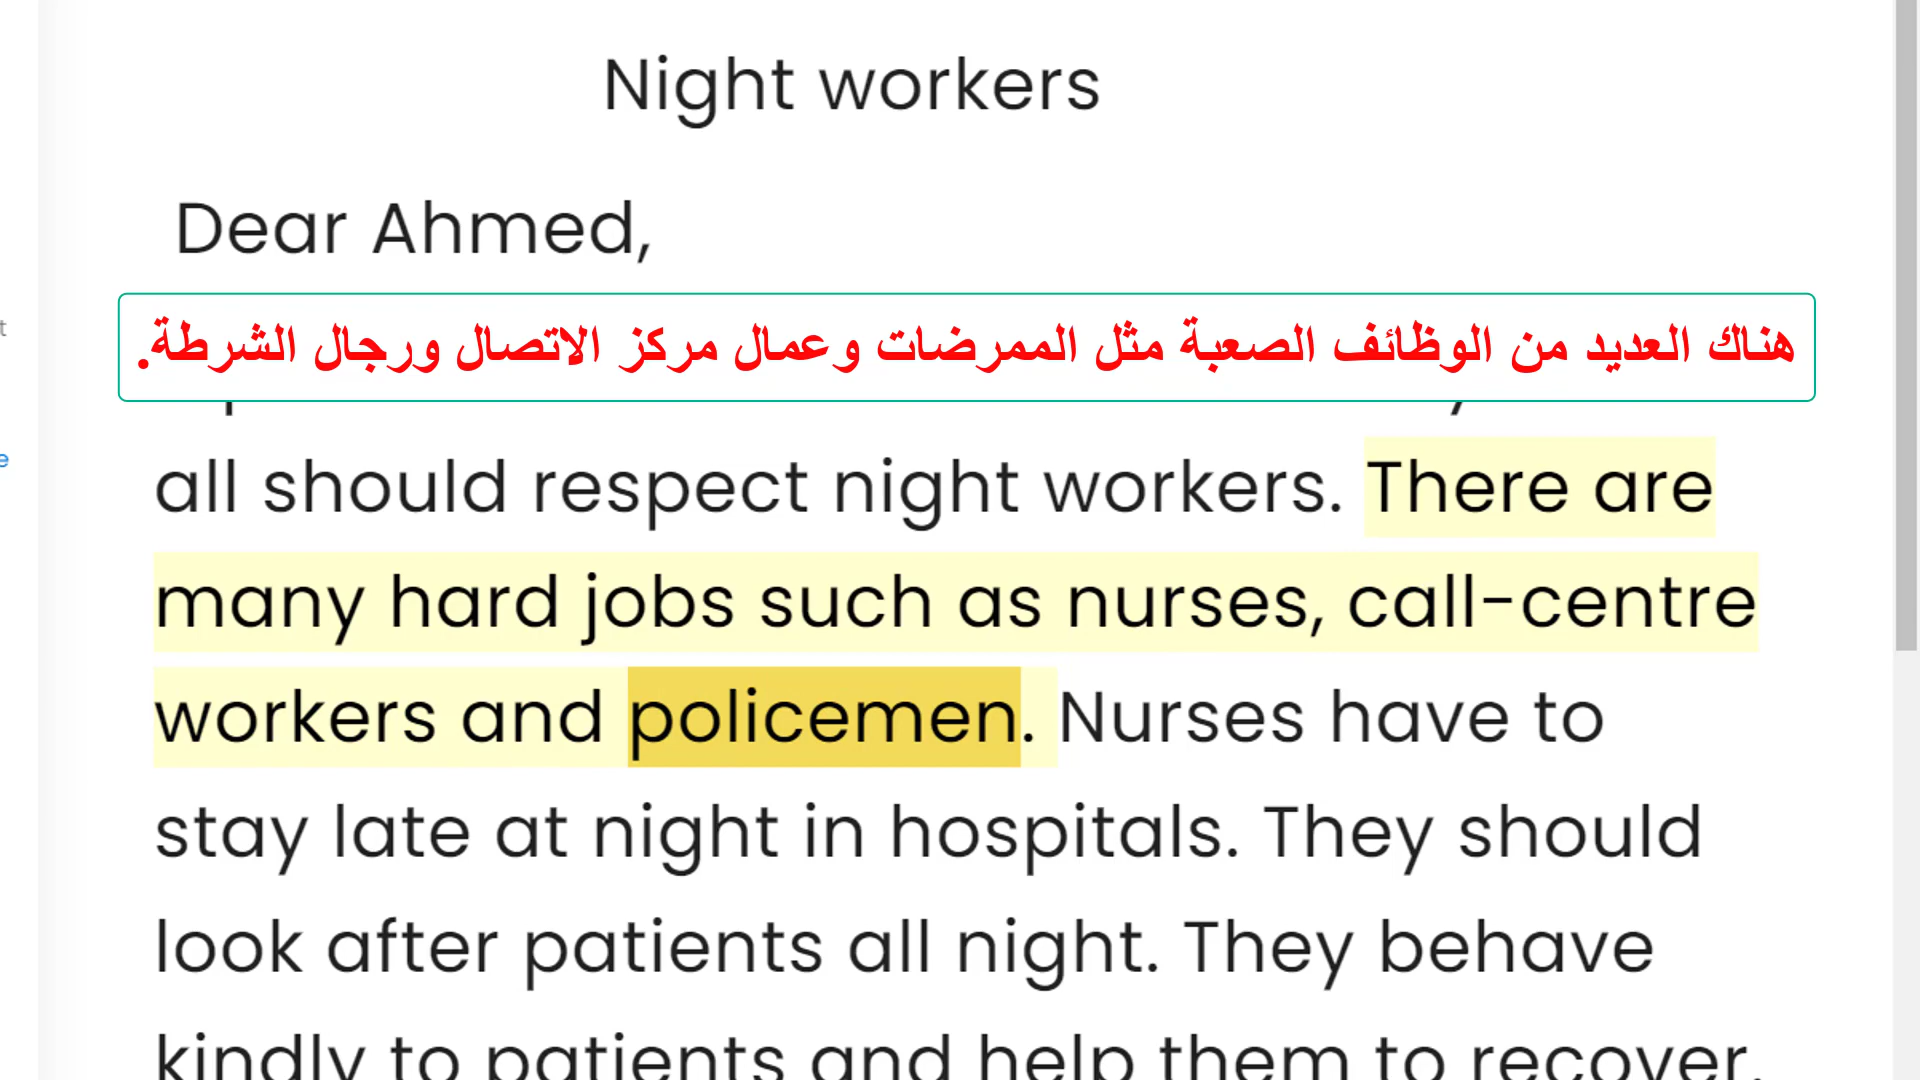 Night workers
Dear Ahmed,
هناك العديد من الوظائف الصعبة مثل الممرضات وعمال مركز الاتصال ورجال الشرطة.
all should respect night workers. There are
many hard jobs such as nurses, call-centre
workers and policemen. Nurses have to
stay late at night in hospitals. They should
look after patients all night. They behave
kindly to patients and help them to recover.